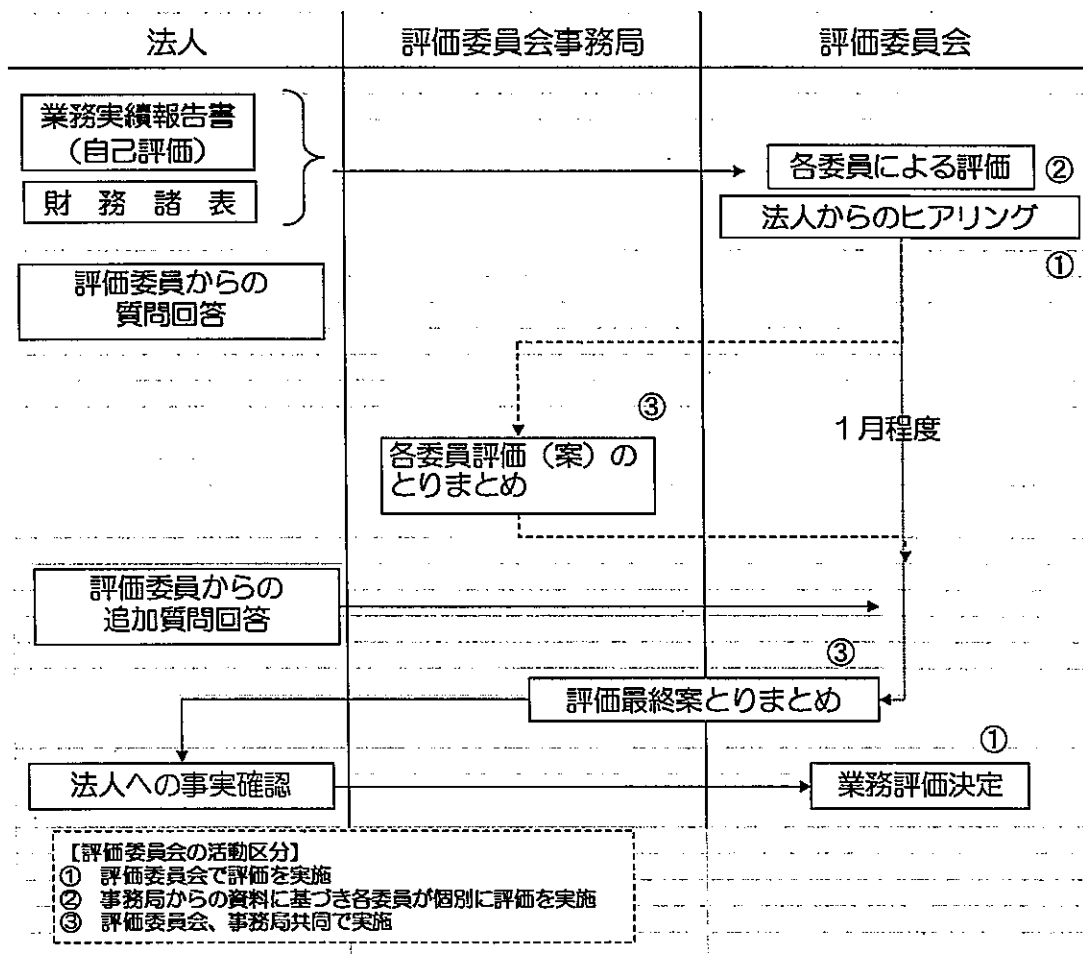 法人
評価委員会事務局
評価委員会
業務実績報告書
(自己評価)
財務諸表
各委員による評価
②
法人からのヒアリング
①
評価委員からの
質問回答
③
1月程度
各委員評価(案)の
とりまとめ
評価委員からの
追加質問回答
③
評価最終案とりまとめ
①
法人への事実確認
業務評価決定
【評価委員会の活動区分】
① 評価委員会で評価を実施
② 事務局からの資料に基づき各委員が個別に評価を実施
③ 評価委員会、事務局共同で実施